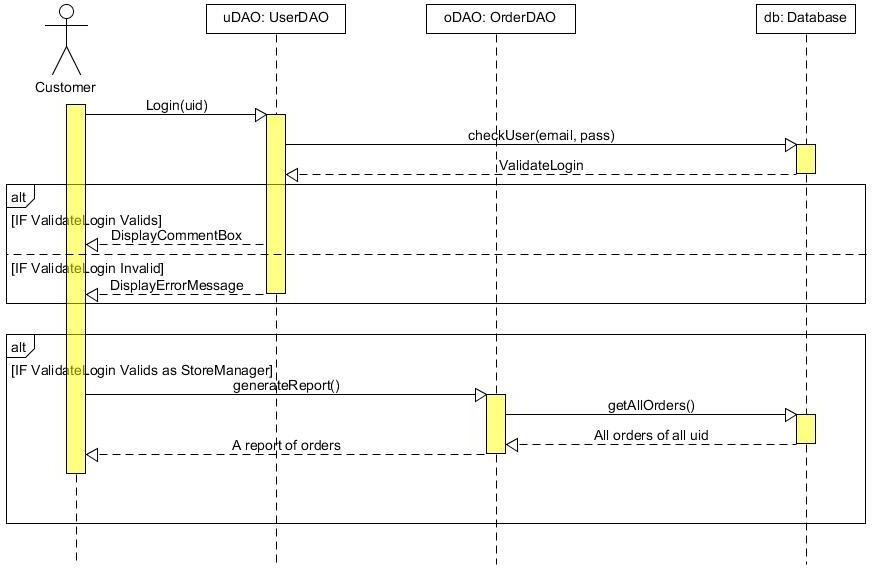 uDAO: UserDAO
oDAO: OrderDAO
db: Database
Customer
Login(uid)
checkUser(email, pass)
ValidateLogin
alt
[IF ValidateLogin Valids]
DisplayCommentBox
[IF ValidateLogin Invalid]
DisplayErrorMessage
alt
[IF ValidateLogin Valids as StoreManager]
generateReport()
getAllOrders()
All orders of all uid
A report of orders